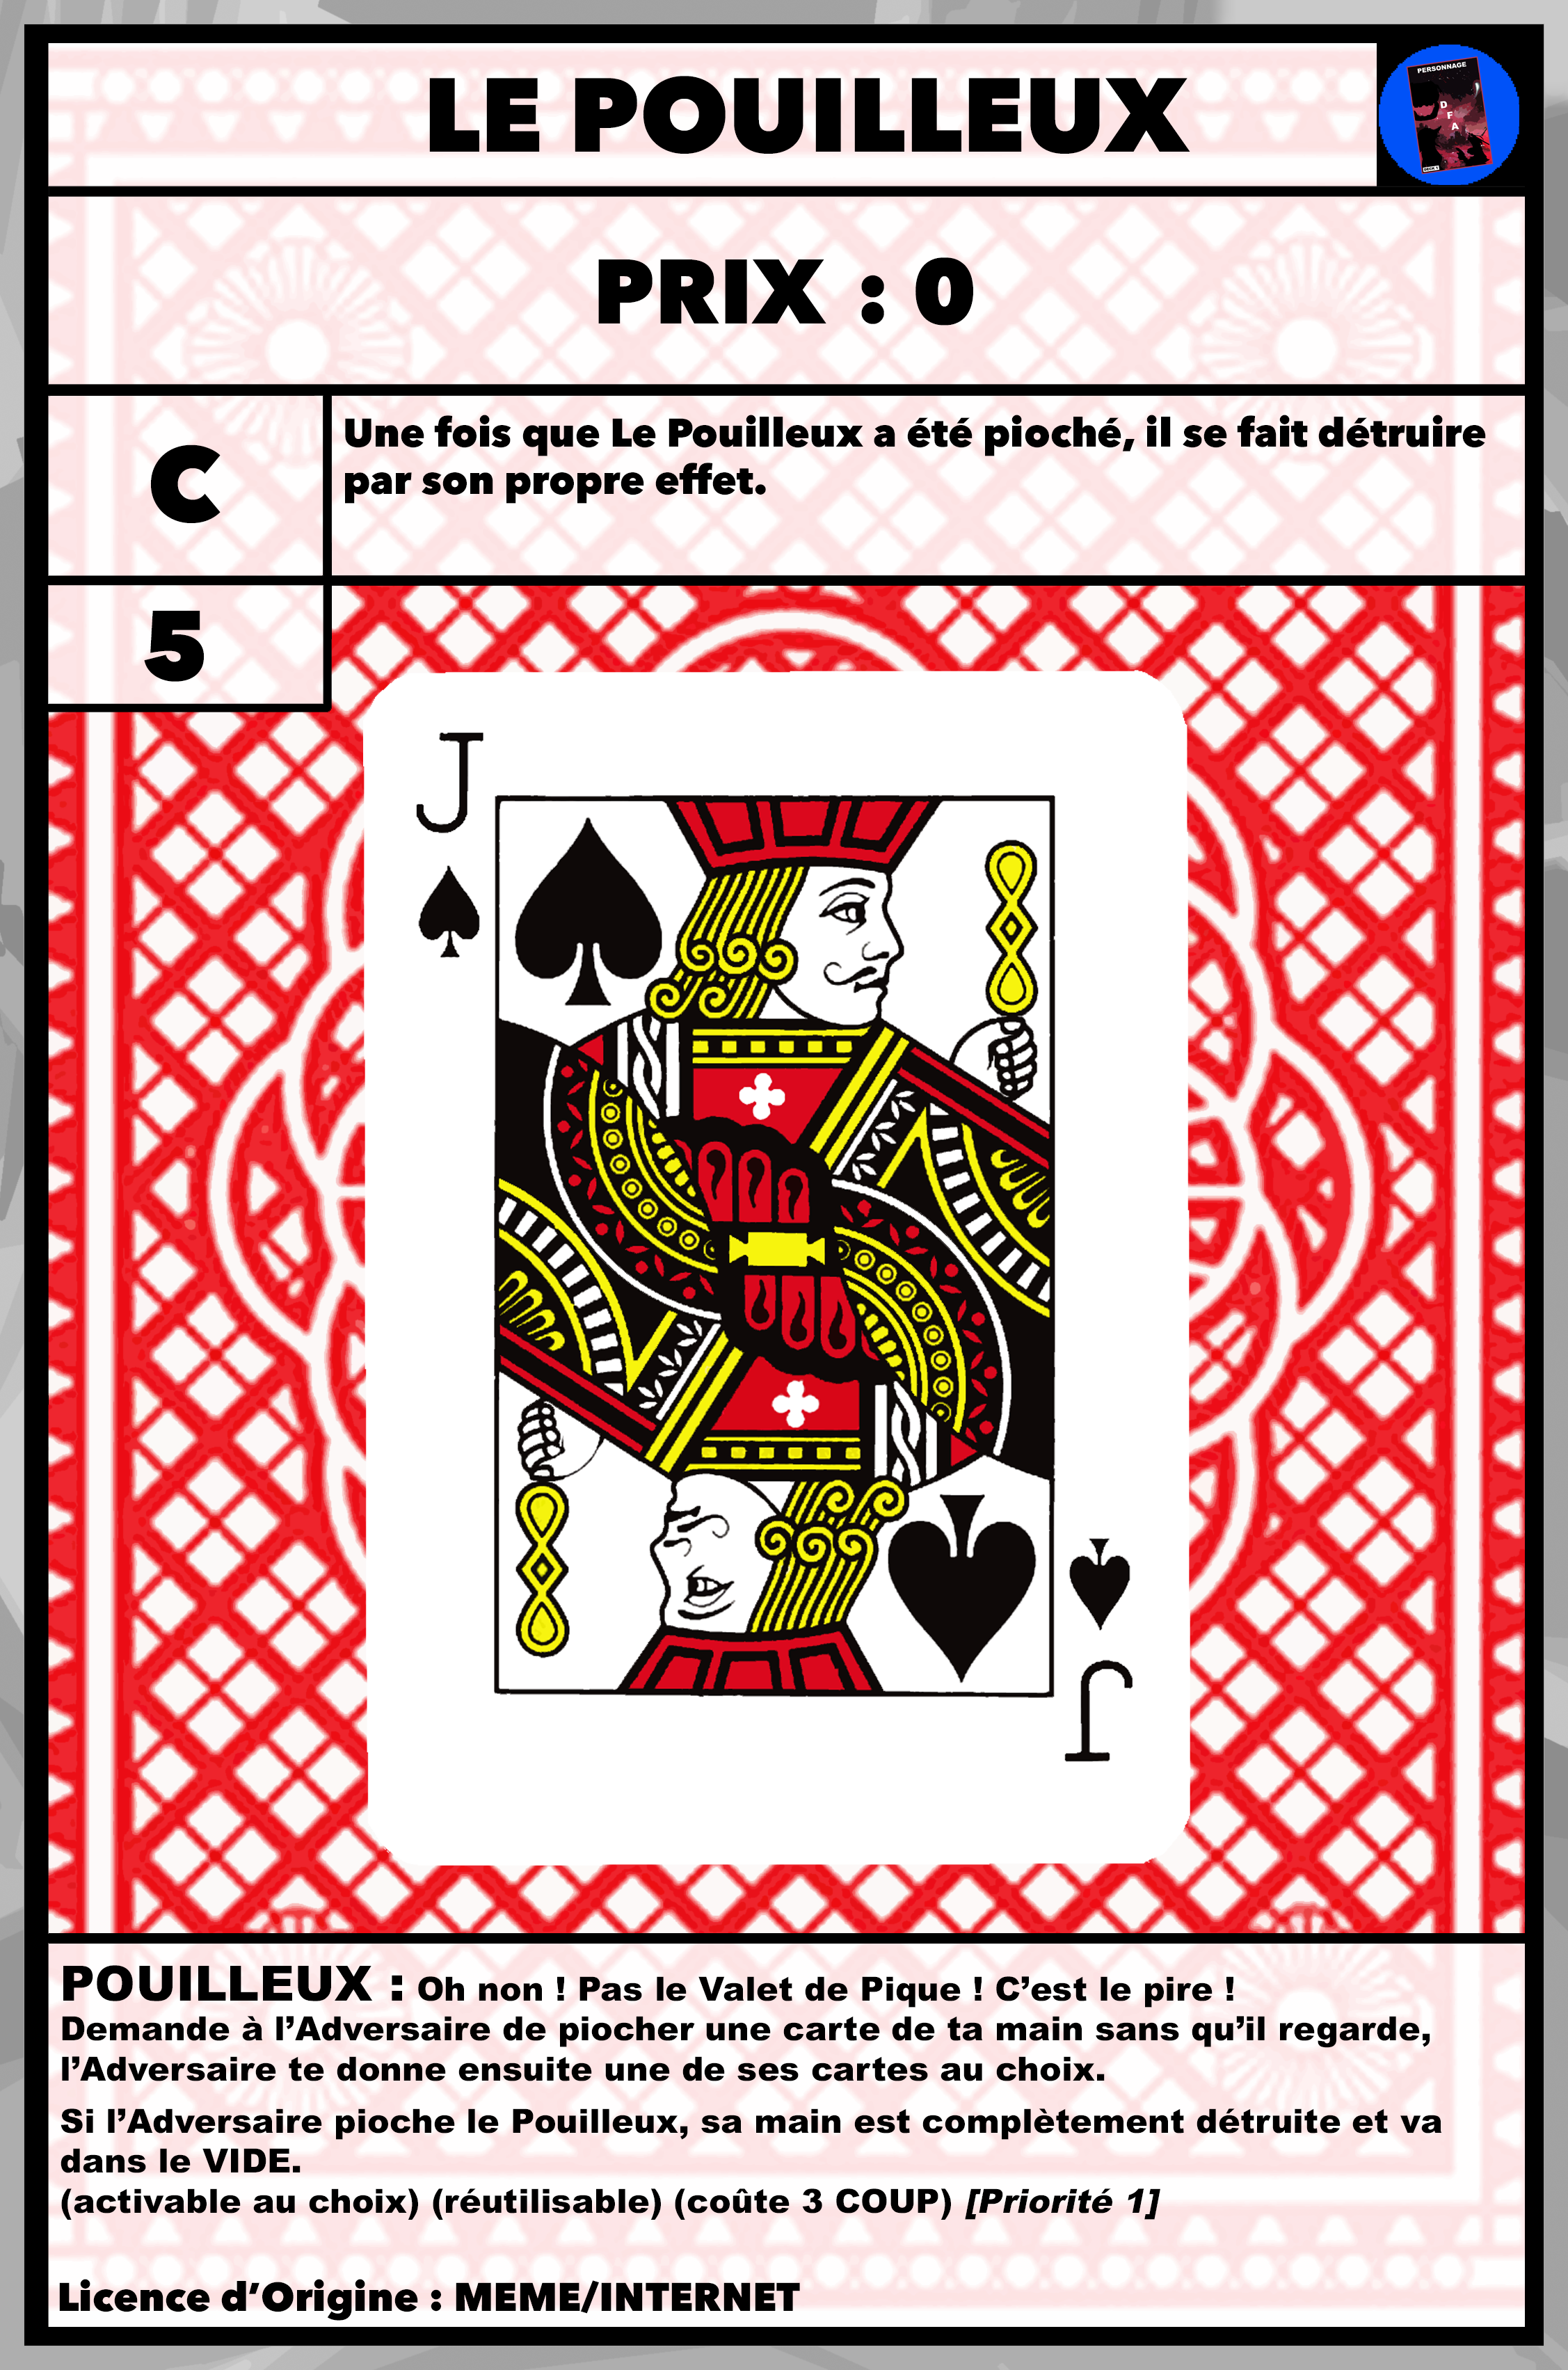 LE POUILLEUX
PERSONNAGE
D
F
A
PRIX : 0
C
Une fois que Le Pouilleux a été pioché, il se fait détruire
par son propre effet.
5
J
J
POUILLEUX : Oh non ! Pas le Valet de Pique ! C’est le pire !
Demande à l’Adversaire de piocher une carte de ta main sans qu’il regarde,
l’Adversaire te donne ensuite une de ses cartes au choix.
Si l’Adversaire pioche le Pouilleux, sa main est complètement détruite et va
dans le VIDE.
(activable au choix) (réutilisable) (coûte 3 COUP) [Priorité 1]
Licence d’Origine : MEME/INTERNET